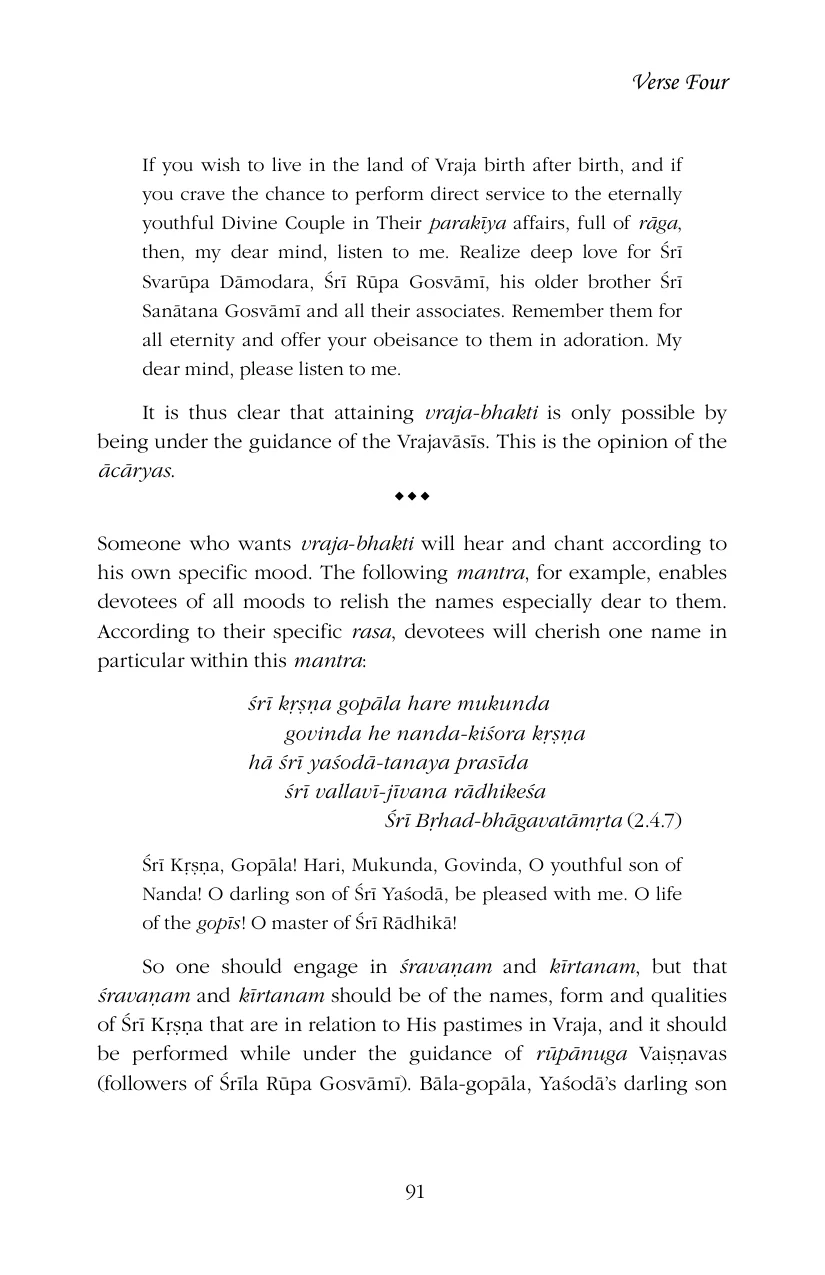 Verse Four
If you wish to live in the land of Vraja birth after birth, and if
you crave the chance to perform direct service to the eternally
youthful Divine Couple in Their parakīya affairs, full of rāga,
then, my dear mind, listen to me. Realize deep love for Śrī
Svarūpa Dāmodara, Śrī Rūpa Gosvāmī, his older brother Śrī
Sanātana Gosvāmī and all their associates. Remember them for
all eternity and offer your obeisance to them in adoration. My
dear mind, please listen to me.
It is thus clear that attaining vraja-bhakti is only possible by
being under the guidance of the Vrajavāsīs. This is the opinion of the
ācāryas.
◆◆◆
Someone who wants vraja-bhakti will hear and chant according to
his own specific mood. The following mantra, for example, enables
devotees of all moods to relish the names especially dear to them.
According to their specific rasa, devotees will cherish one name in
particular within this mantra:
śrī kṛṣṇa gopāla hare mukunda
govinda he nanda-kiśora kṛṣṇa
hā śrī yaśodā-tanaya prasīda
śrī vallavī-jīvana rādhikeśa
Śrī Bṛhad-bhāgavatāmṛta (2.4.7)
Śrī Kṛṣṇa, Gopāla! Hari, Mukunda, Govinda, O youthful son of
Nanda! O darling son of Śrī Yaśodā, be pleased with me. O life
of the gopīs! O master of Śrī Rādhikā!
So one should engage in śravaṇam and kīrtanam, but that
śravaṇam and kīrtanam should be of the names, form and qualities
of Śrī Kṛṣṇa that are in relation to His pastimes in Vraja, and it should
be performed while under the guidance of rūpānuga Vaiṣṇavas
(followers of Śrīla Rūpa Gosvāmī). Bāla-gopāla, Yaśodā’s darling son
91